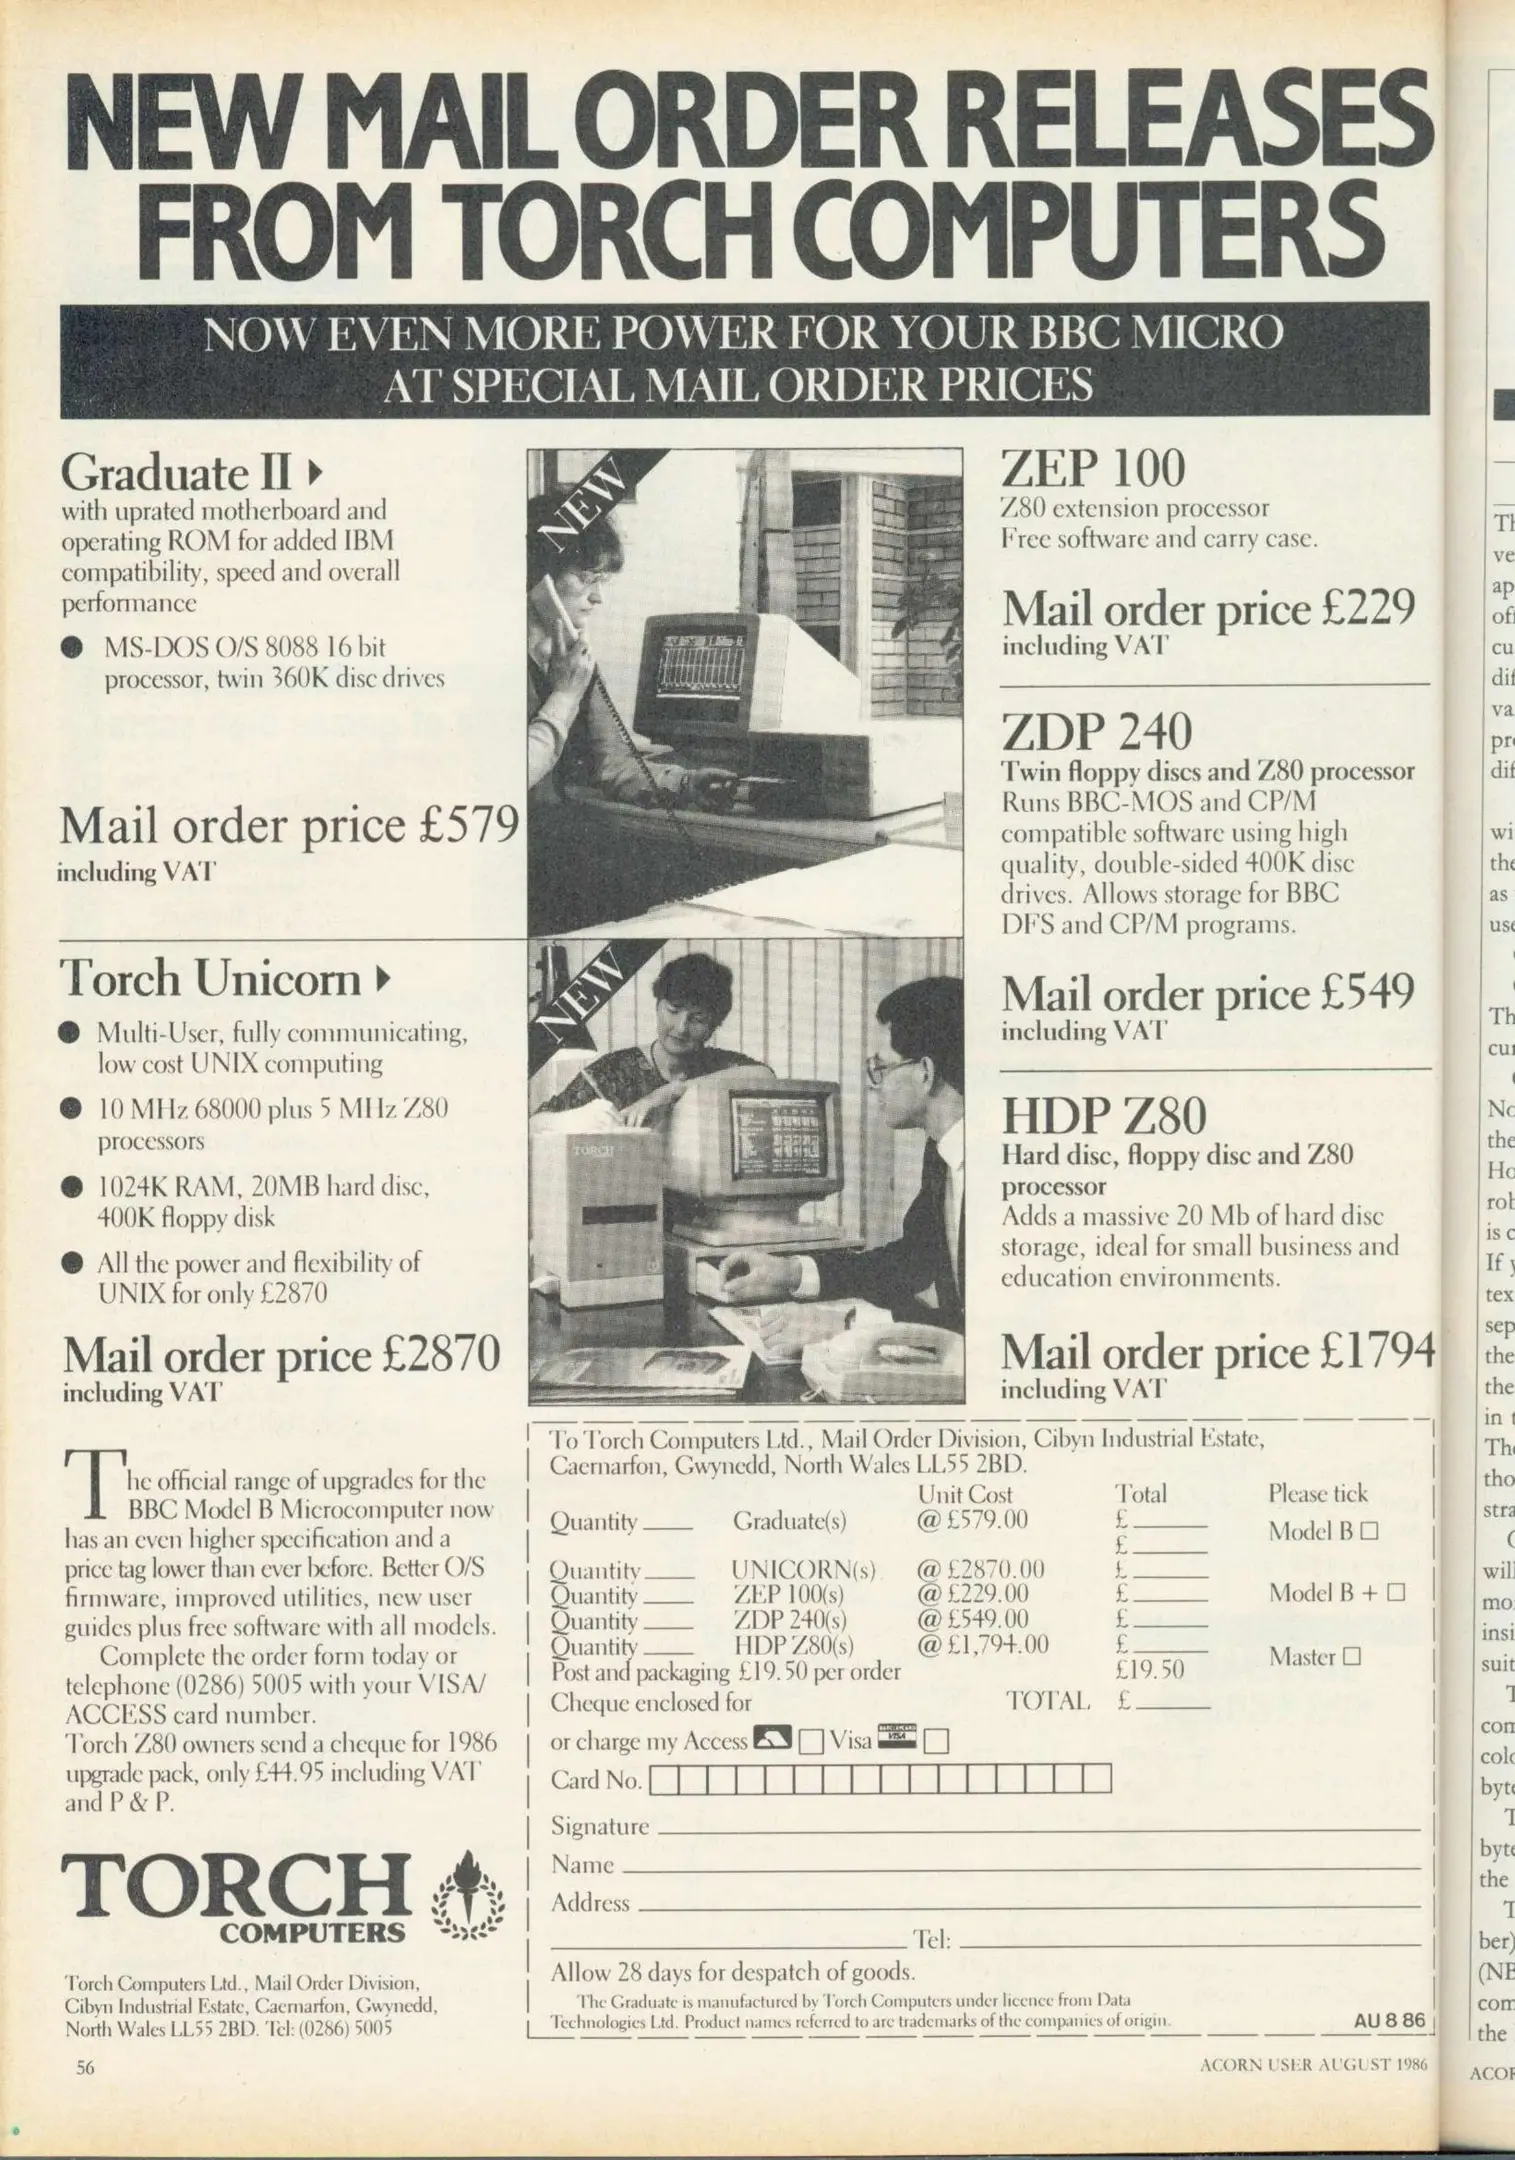 NEW MAIL ORDER RELEASES
FROM TORCH COMPUTERS
NOW EVEN MORE POWER FOR YOUR BBC MICRO
AT SPECIAL MAIL ORDER PRICES
Graduate II
with uprated motherboard and
operating ROM for added IBM
compatibility, speed and overall
performance
● MS-DOS O/S 8088 16 bit
processor, twin 360K disc drives
Mail order price £579
including VAT
NEW
Torch Unicorn
● Multi-User, fully communicating,
low cost UNIX computing
● 10 MHz 68000 plus 5 MHz Z80
processors
● 1024K RAM, 20MB hard disc,
400K floppy disk
● All the power and flexibility of
UNIX for only £2870
Mail order price £2870
including VAT
NEW
TORCH
The official range of upgrades for the
BBC Model B Microcomputer now
has an even higher specification and a
price tag lower than ever before. Better O/S
firmware, improved utilities, new user
guides plus free software with all models.
Complete the order form today or
telephone (0286) 5005 with your VISA/
ACCESS card number.
Torch Z80 owners send a cheque for 1986
upgrade pack, only £44.95 including VAT
and P & P.
TORCH
COMPUTERS
Torch Computers Ltd., Mail Order Division,
Cibyn Industrial Estate, Caernarfon, Gwynedd,
North Wales LL55 2BD. Tel: (0286) 5005
ZEP 100
Z80 extension processor
Free software and carry case.
Mail order price £229
including VAT
ZDP 240
Twin floppy discs and Z80 processor
Runs BBC-MOS and CP/M
compatible software using high
quality, double-sided 400K disc
drives. Allows storage for BBC
DFS and CP/M programs.
Mail order price £549
including VAT
HDP Z80
Hard disc, floppy disc and Z80
processor
Adds a massive 20 Mb of hard disc
storage, ideal for small business and
education environments.
Mail order price £1794
including VAT
To Torch Computers Ltd., Mail Order Division, Cibyn Industrial Estate,
Caernarfon, Gwynedd, North Wales LL55 2BD.
Unit Cost Total Please tick
Quantity Graduate(s) @ £579.00 £
Model B
£
Quantity UNICORN(s) @ £2870.00 £
Quantity ZEP 100(s) @ £229.00 £ Model B +
Quantity ZDP 240(s) @ £549.00 £
Quantity HDP Z80(s) @ £1,794.00 £
Master
Post and packaging £19.50 per order £19.50
Cheque enclosed for TOTAL £
or charge my Access Visa BARCLAYCARD VISA
Card No.
Signature
Name
Address
Tel:
Allow 28 days for despatch of goods.
The Graduate is manufactured by Torch Computers under licence from Data
Technologies Ltd. Product names referred to are trademarks of the companies of origin.
AU 8 86
56
ACORN USER AUGUST 1986